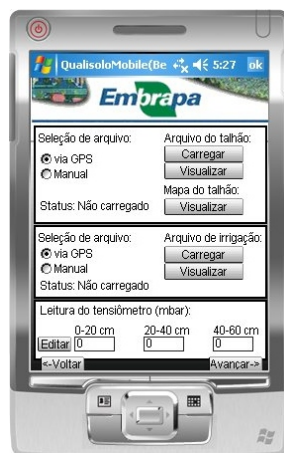 QualisoloMobile(Be 5:27 ok
Embrapa
Seleção de arquivo: Arquivo do talhão:
via GPS Carregar
Manual Visualizar
Mapa do talhão:
Status: Não carregado Visualizar
Seleção de arquivo: Arquivo de irrigação:
via GPS Carregar
Manual Visualizar
Status: Não carregado
Leitura do tensiômetro (mbar):
0-20 cm 20-40 cm 40-60 cm
Editar 0 0 0
<-Voltar Avançar->